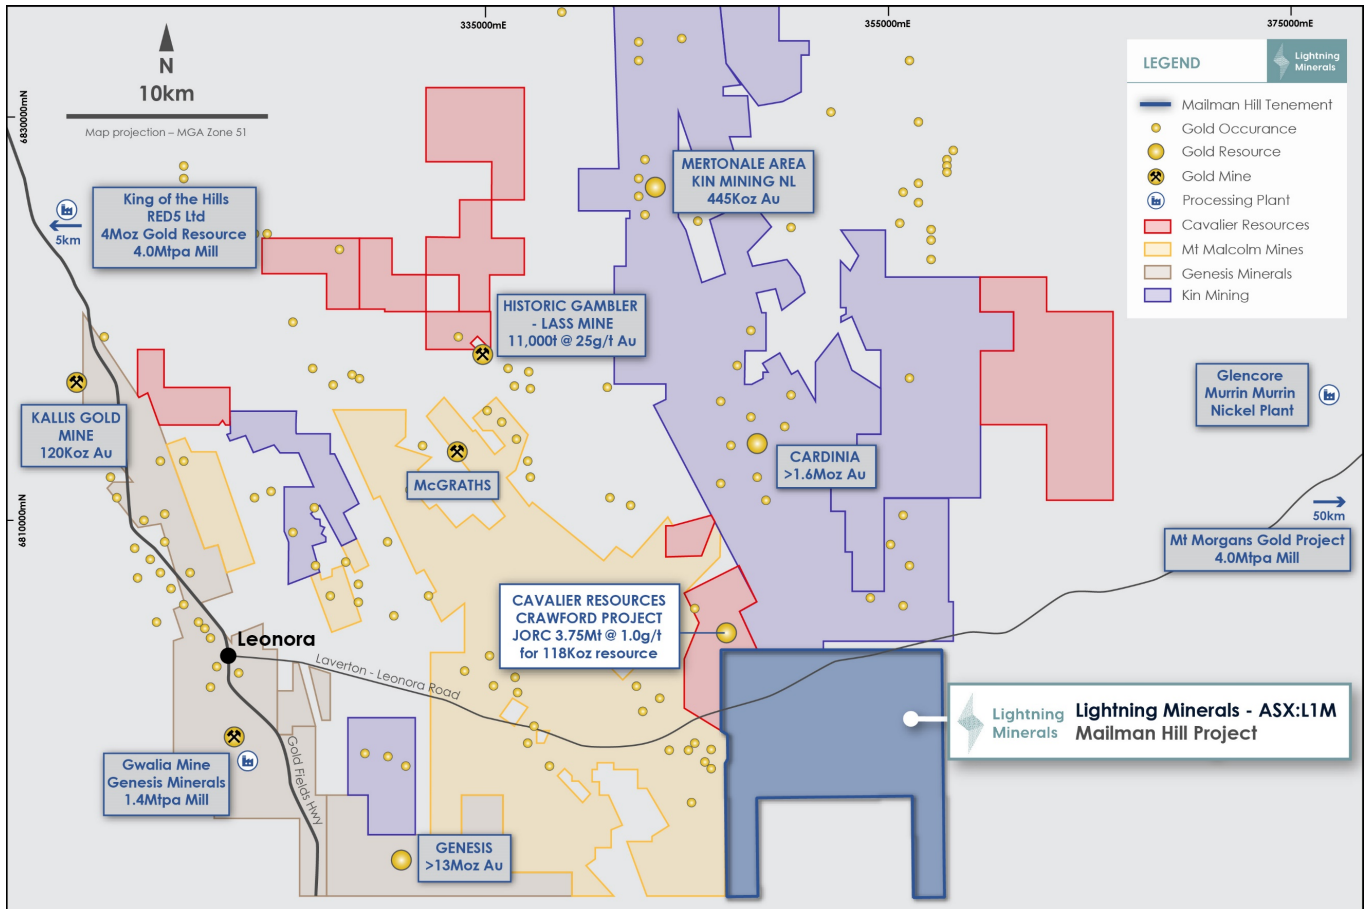 335000mE
355000mE
375000mE
6830000mN
6810000mN
N
10km
Map projection – MGA Zone 51
LEGEND
Lightning
Minerals
Mailman Hill Tenement
Gold Occurance
Gold Resource
Gold Mine
Processing Plant
Cavalier Resources
Mt Malcolm Mines
Genesis Minerals
Kin Mining
5km
King of the Hills
RED5 Ltd
4Moz Gold Resource
4.0Mtpa Mill
MERTONALE AREA
KIN MINING NL
445Koz Au
HISTORIC GAMBLER
- LASS MINE
11,000t @ 25g/t Au
KALLIS GOLD
MINE
120Koz Au
McGRATHS
CARDINIA
>1.6Moz Au
Glencore
Murrin Murrin
Nickel Plant
50km
Mt Morgans Gold Project
4.0Mtpa Mill
CAVALIER RESOURCES
CRAWFORD PROJECT
JORC 3.75Mt @ 1.0g/t
for 118Koz resource
Leonora
Laverton - Leonora Road
Gold Fields Hwy
Gwalia Mine
Genesis Minerals
1.4Mtpa Mill
GENESIS
>13Moz Au
Lightning
Minerals
Lightning Minerals - ASX:L1M
Mailman Hill Project